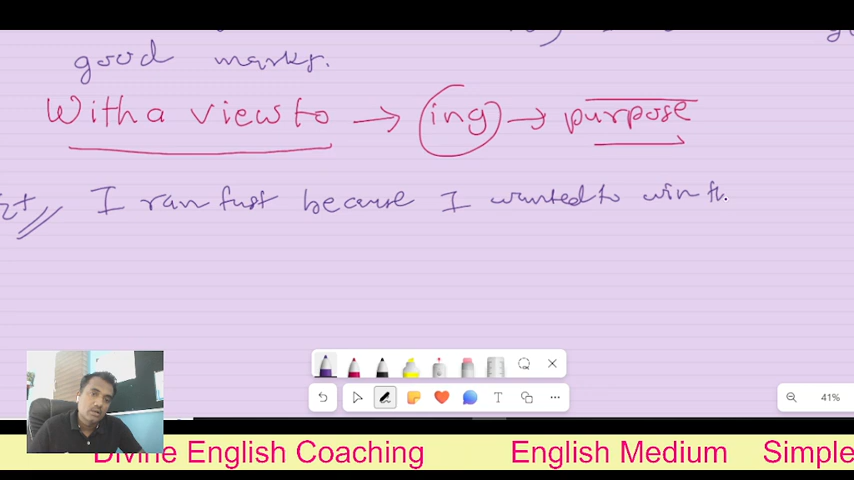 good marks.
With a view to → ing → purpose
I ran fast because I wanted to win th
41%
Divine English Coaching English Medium Simple